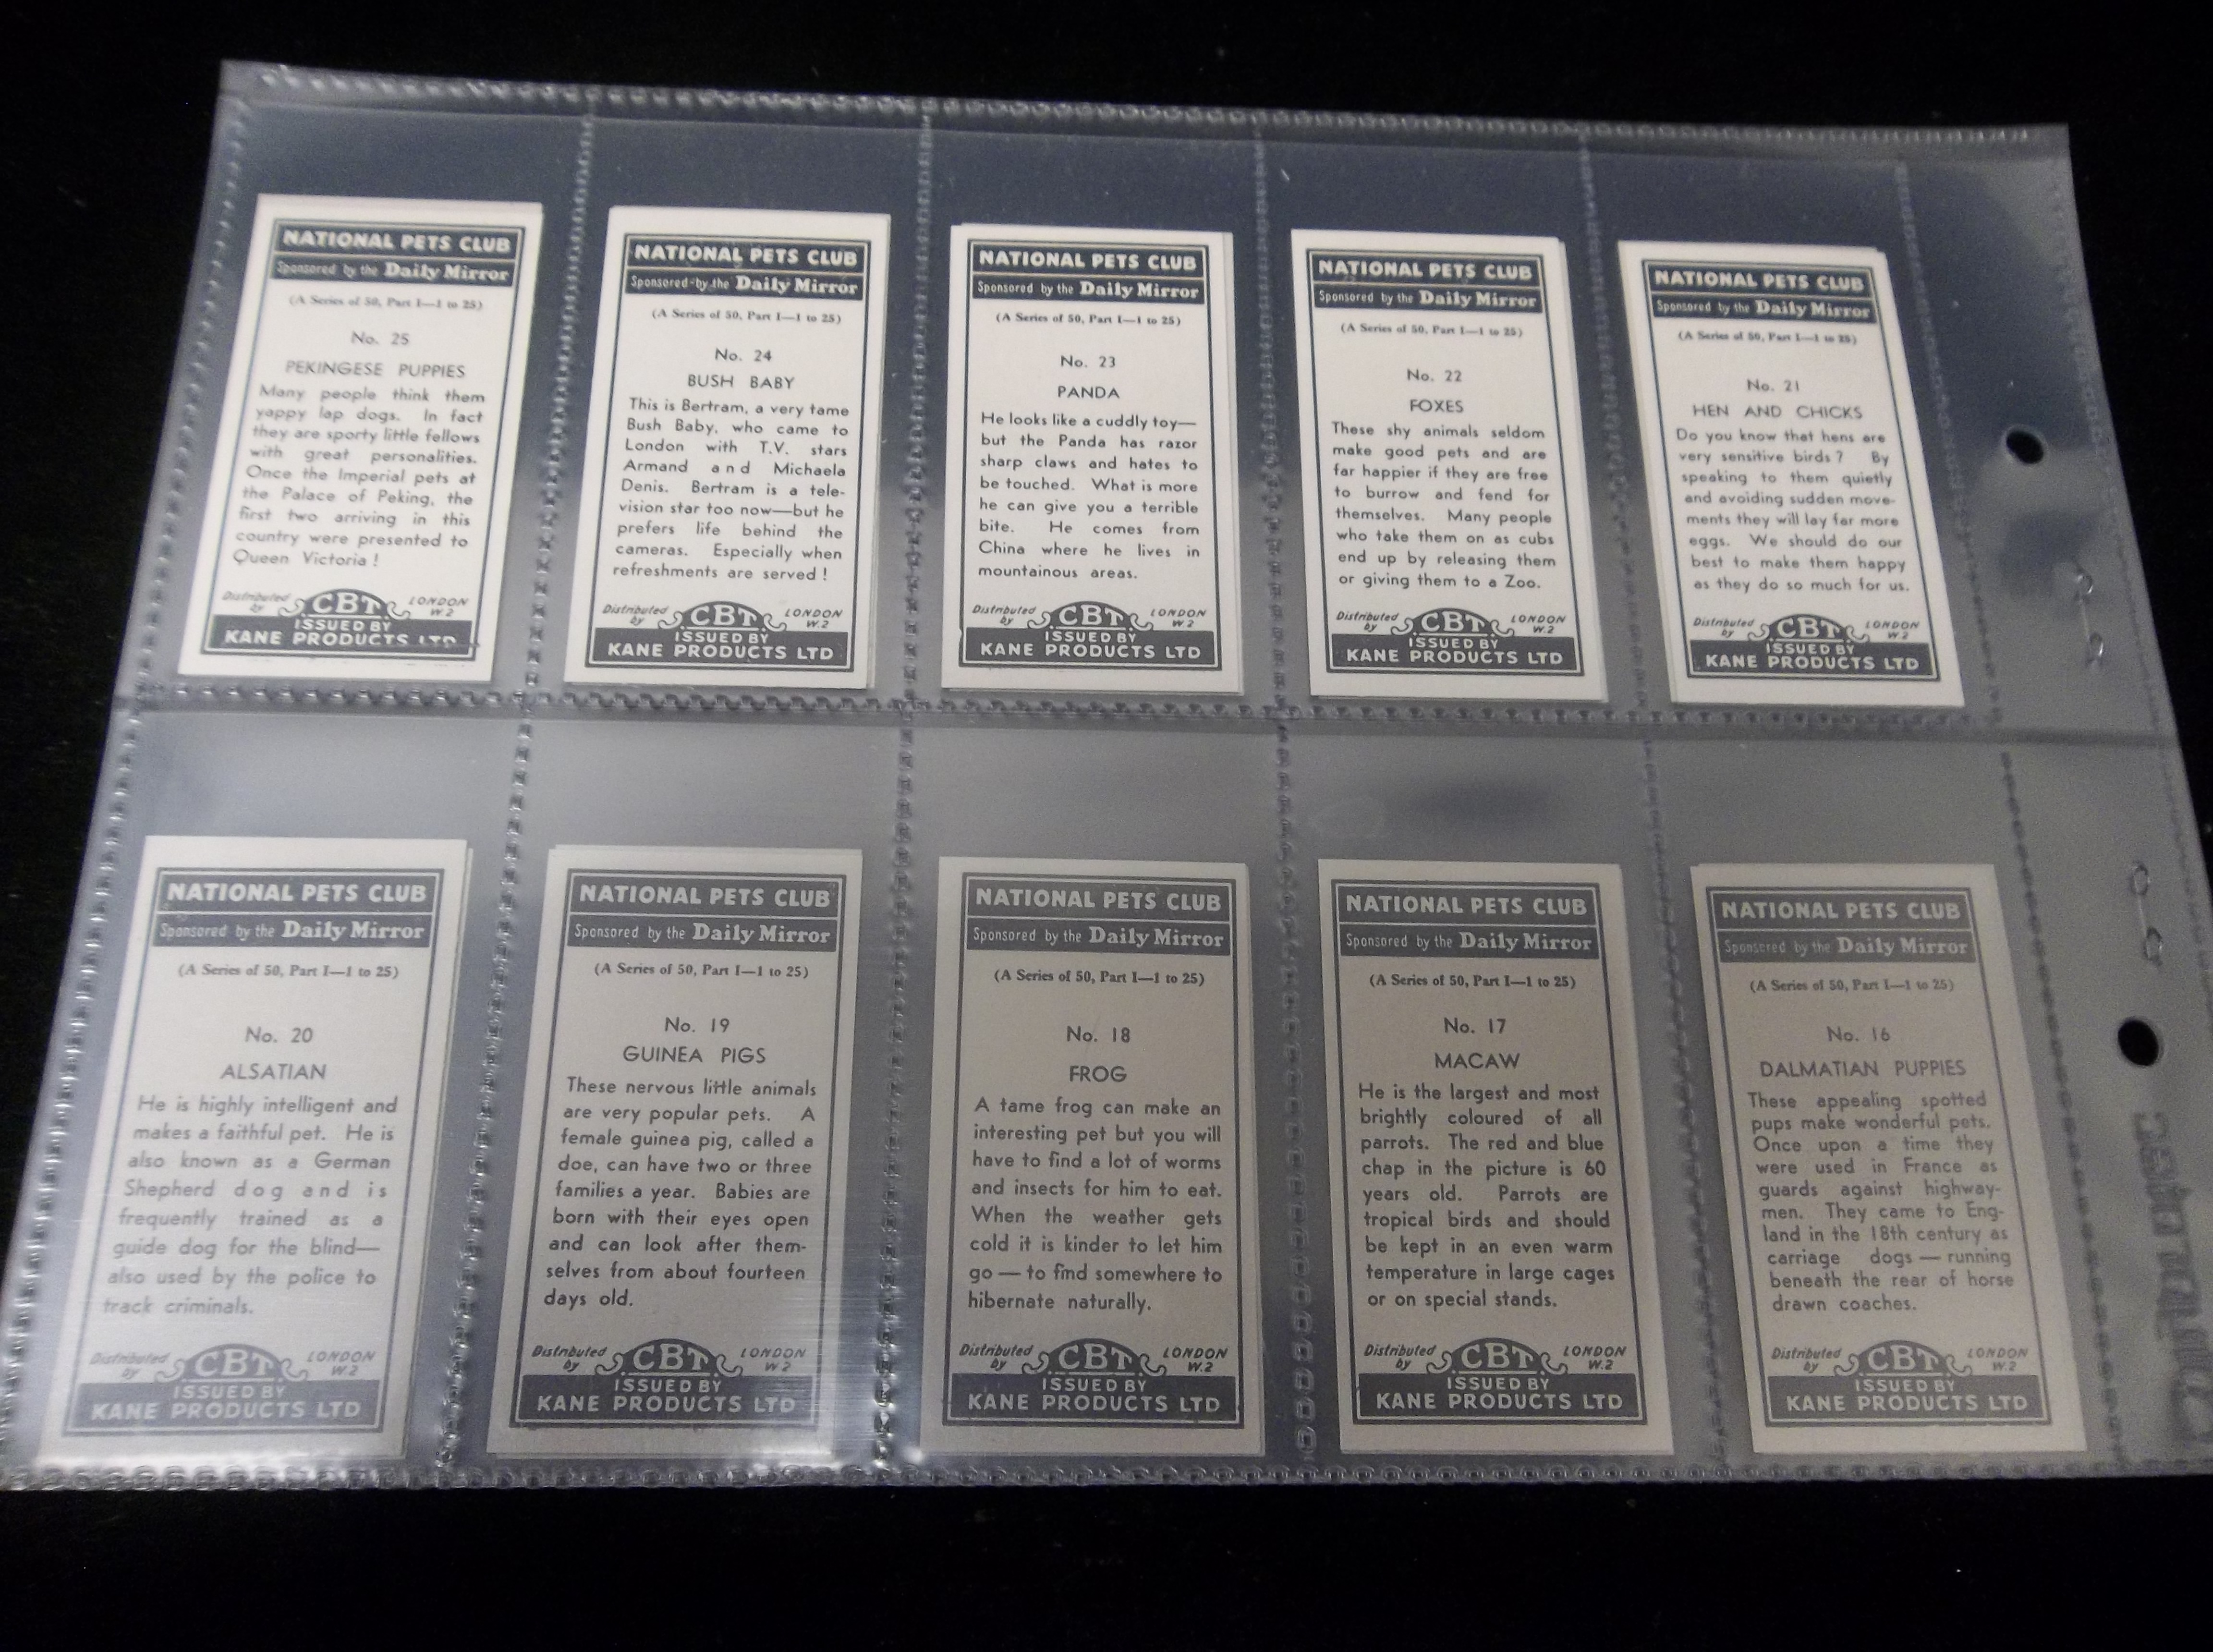 NATIONAL PETS CLUB
Sponsored by the Daily Mirror
(A Series of 50, Part I—1 to 25)
No. 25
PEKINGESE PUPPIES
Many people think them
yappy lap dogs. In fact
they are sporty little fellows
with great personalities.
Once the Imperial pets at
the Palace of Peking, the
first two arriving in this
country were presented to
Queen Victoria !
Distributed by CBT LONDON W.2
ISSUED BY
KANE PRODUCTS LTD
NATIONAL PETS CLUB
Sponsored by the Daily Mirror
(A Series of 50, Part I—1 to 25)
No. 24
BUSH BABY
This is Bertram, a very tame
Bush Baby, who came to
London with T.V. stars
Armand and Michaela
Denis. Bertram is a tele-
vision star too now—but he
prefers life behind the
cameras. Especially when
refreshments are served !
Distributed by CBT LONDON W.2
ISSUED BY
KANE PRODUCTS LTD
NATIONAL PETS CLUB
Sponsored by the Daily Mirror
(A Series of 50, Part I—1 to 25)
No. 23
PANDA
He looks like a cuddly toy—
but the Panda has razor
sharp claws and hates to
be touched. What is more
he can give you a terrible
bite. He comes from
China where he lives in
mountainous areas.
Distributed by CBT LONDON W.2
ISSUED BY
KANE PRODUCTS LTD
NATIONAL PETS CLUB
Sponsored by the Daily Mirror
(A Series of 50, Part I—1 to 25)
No. 22
FOXES
These shy animals seldom
make good pets and are
far happier if they are free
to burrow and fend for
themselves. Many people
who take them on as cubs
end up by releasing them
or giving them to a Zoo.
Distributed by CBT LONDON W.2
ISSUED BY
KANE PRODUCTS LTD
NATIONAL PETS CLUB
Sponsored by the Daily Mirror
(A Series of 50, Part I—1 to 25)
No. 21
HEN AND CHICKS
Do you know that hens are
very sensitive birds ? By
speaking to them quietly
and avoiding sudden move-
ments they will lay far more
eggs. We should do our
best to make them happy
as they do so much for us.
Distributed by CBT LONDON W.2
ISSUED BY
KANE PRODUCTS LTD
NATIONAL PETS CLUB
Sponsored by the Daily Mirror
(A Series of 50, Part I—1 to 25)
No. 20
ALSATIAN
He is highly intelligent and
makes a faithful pet. He is
also known as a German
Shepherd dog and is
frequently trained as a
guide dog for the blind—
also used by the police to
track criminals.
Distributed by CBT LONDON W.2
ISSUED BY
KANE PRODUCTS LTD
NATIONAL PETS CLUB
Sponsored by the Daily Mirror
(A Series of 50, Part I—1 to 25)
No. 19
GUINEA PIGS
These nervous little animals
are very popular pets. A
female guinea pig, called a
doe, can have two or three
families a year. Babies are
born with their eyes open
and can look after them-
selves from about fourteen
days old.
Distributed by CBT LONDON W.2
ISSUED BY
KANE PRODUCTS LTD
NATIONAL PETS CLUB
Sponsored by the Daily Mirror
(A Series of 50, Part I—1 to 25)
No. 18
FROG
A tame frog can make an
interesting pet but you will
have to find a lot of worms
and insects for him to eat.
When the weather gets
cold it is kinder to let him
go — to find somewhere to
hibernate naturally.
Distributed by CBT LONDON W.2
ISSUED BY
KANE PRODUCTS LTD
NATIONAL PETS CLUB
Sponsored by the Daily Mirror
(A Series of 50, Part I—1 to 25)
No. 17
MACAW
He is the largest and most
brightly coloured of all
parrots. The red and blue
chap in the picture is 60
years old. Parrots are
tropical birds and should
be kept in an even warm
temperature in large cages
or on special stands.
Distributed by CBT LONDON W.2
ISSUED BY
KANE PRODUCTS LTD
NATIONAL PETS CLUB
Sponsored by the Daily Mirror
(A Series of 50, Part I—1 to 25)
No. 16
DALMATIAN PUPPIES
These appealing spotted
pups make wonderful pets.
Once upon a time they
were used in France as
guards against highway-
men. They came to Eng-
land in the 18th century as
carriage dogs — running
beneath the rear of horse
drawn coaches.
Distributed by CBT LONDON W.2
ISSUED BY
KANE PRODUCTS LTD